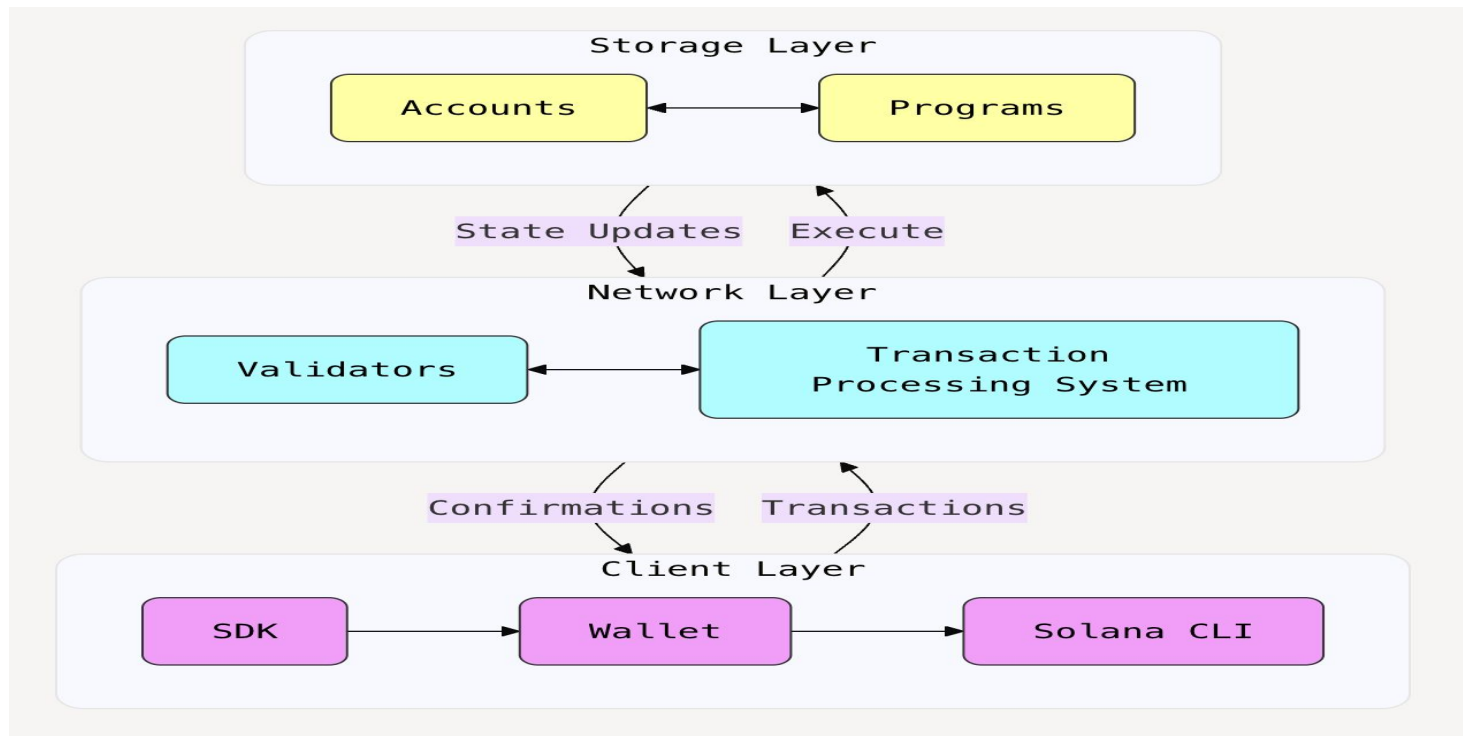 Storage Layer
Accounts
Programs
State Updates
Execute
Network Layer
Validators
Transaction
Processing System
Confirmations
Transactions
Client Layer
SDK
Wallet
Solana CLI